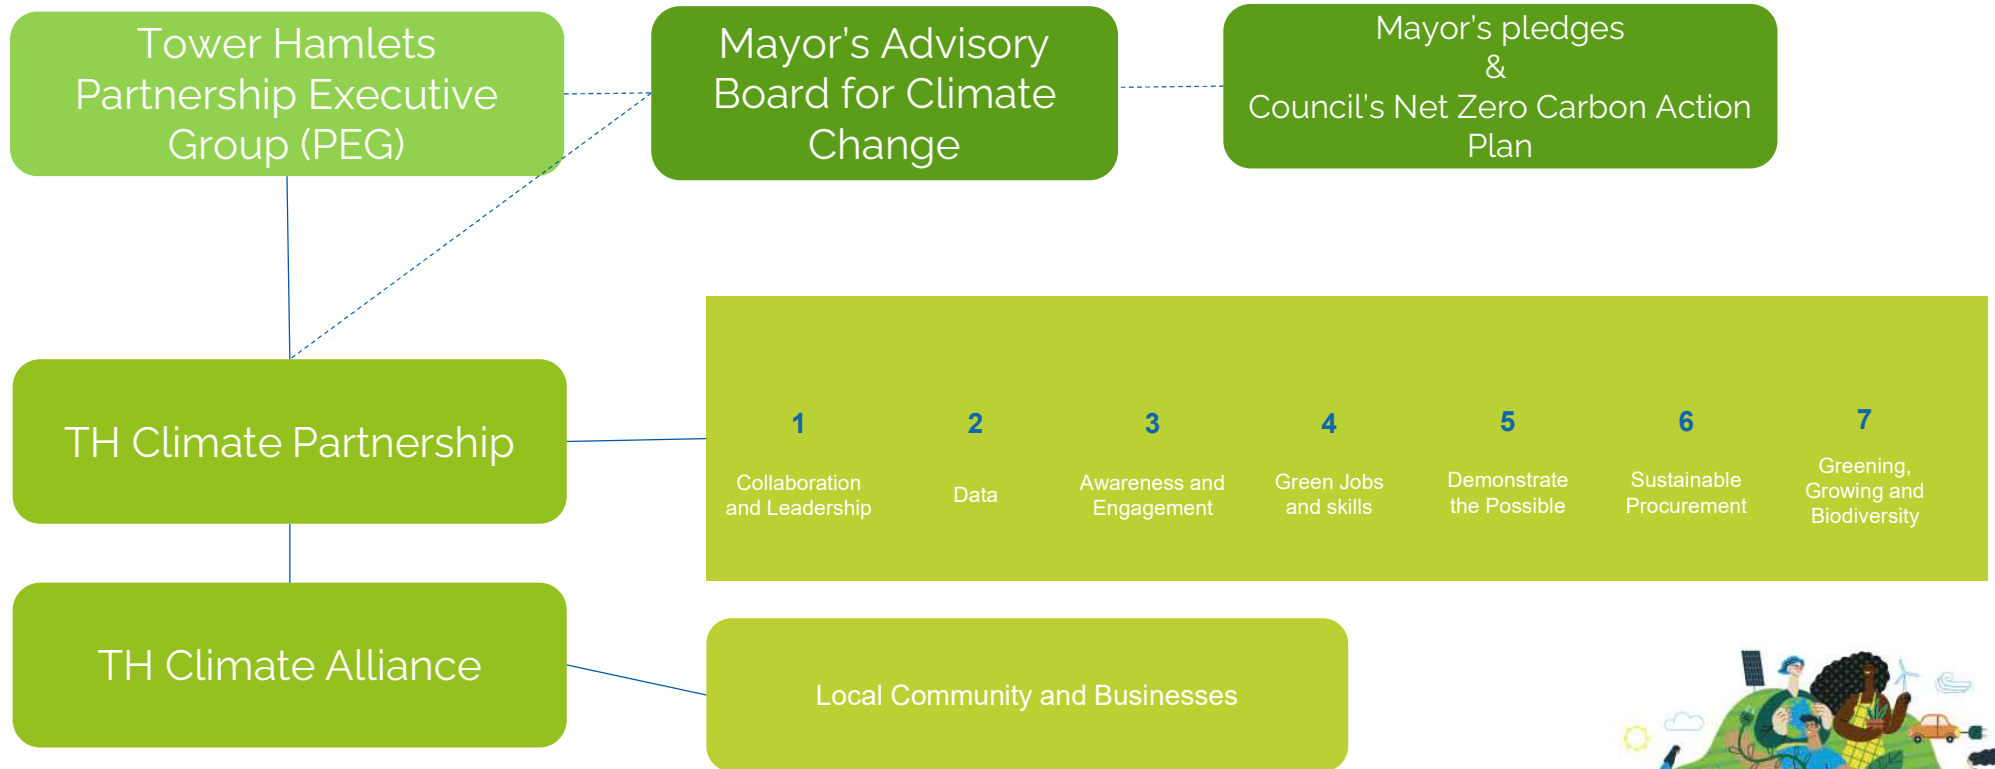 Tower Hamlets
Partnership Executive
Group (PEG)
Mayor’s Advisory
Board for Climate
Change
Mayor’s pledges
&
Council’s Net Zero Carbon Action
Plan
TH Climate Partnership
1
Collaboration
and Leadership
2
Data
3
Awareness and
Engagement
4
Green Jobs
and skills
5
Demonstrate
the Possible
6
Sustainable
Procurement
7
Greening,
Growing and
Biodiversity
TH Climate Alliance
Local Community and Businesses